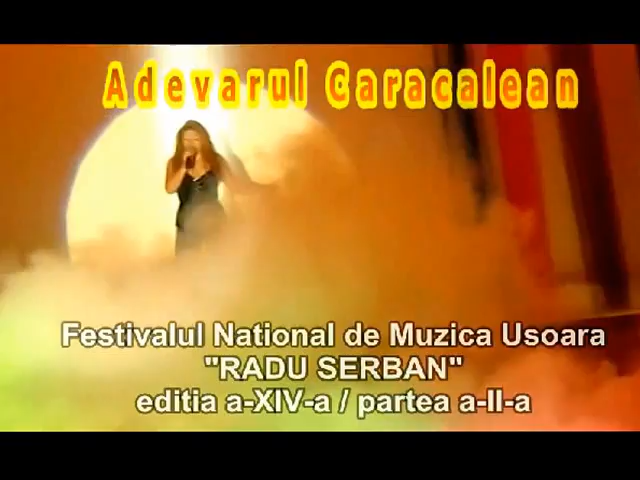 Adevarul Caracalean
Festivalul National de Muzica Usoara
"RADU SERBAN"
editia a-XIV-a / partea a-II-a